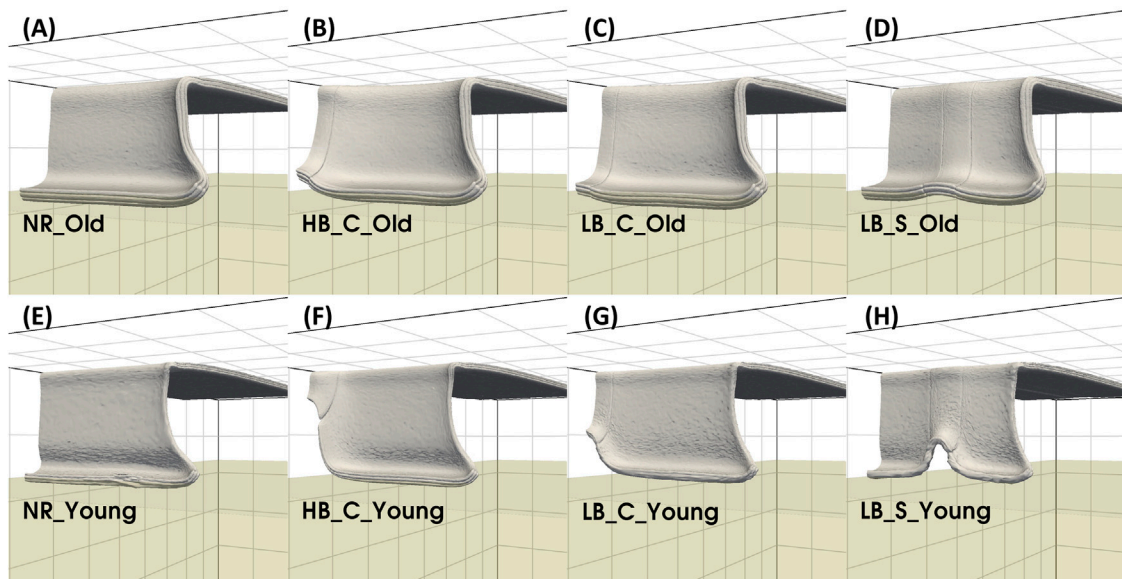 (A) (B) (C) (D)
NR_Old HB_C_Old LB_C_Old LB_S_Old
(E) (F) (G) (H)
NR_Young HB_C_Young LB_C_Young LB_S_Young